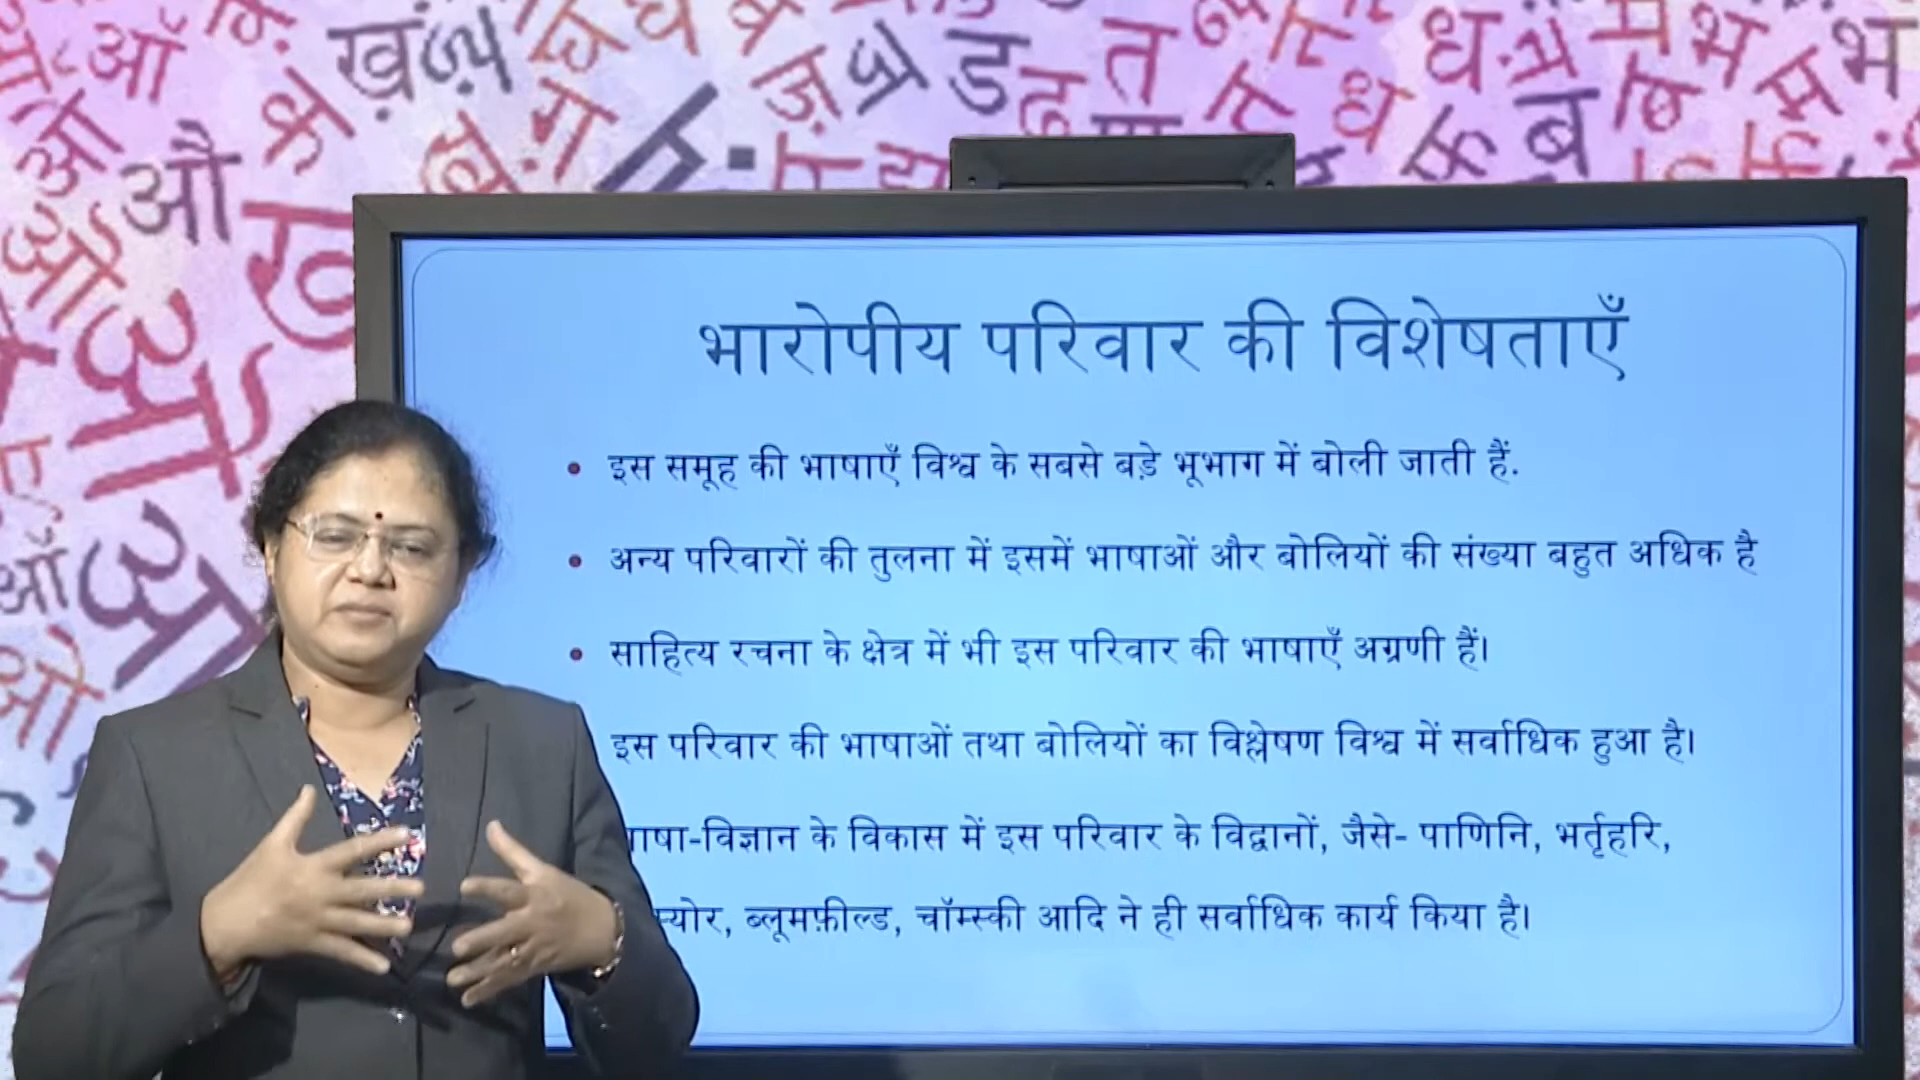 भारोपीय परिवार की विशेषताएँ
• इस समूह की भाषाएँ विश्व के सबसे बड़े भूभाग में बोली जाती हैं.
• अन्य परिवारों की तुलना में इसमें भाषाओं और बोलियों की संख्या बहुत अधिक है
• साहित्य रचना के क्षेत्र में भी इस परिवार की भाषाएँ अग्रणी हैं।
इस परिवार की भाषाओं तथा बोलियों का विश्लेषण विश्व में सर्वाधिक हुआ है।
के विकास में इस परिवार के विद्वानों, जैसे- पाणिनि, भर्तृहरि,
ब्लूमफ़ील्ड, चॉम्स्की आदि ने ही सर्वाधिक कार्य किया है।